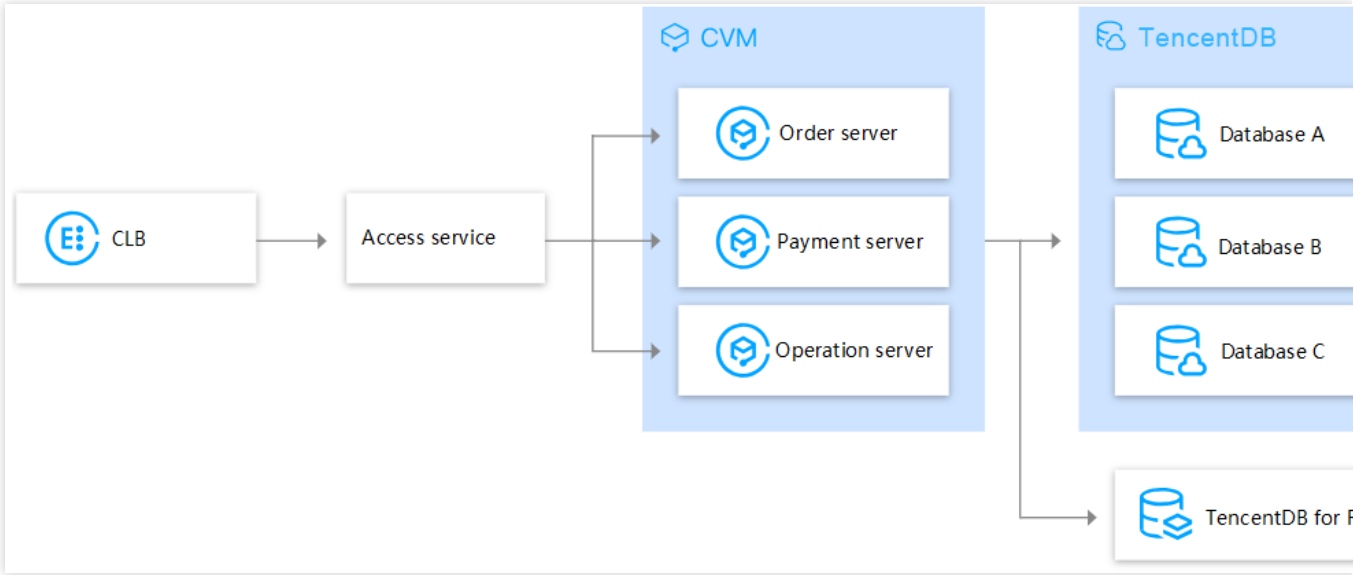 CVM
TencentDB
Order server
Database A
CLB
Access service
Payment server
Database B
Operation server
Database C
TencentDB for